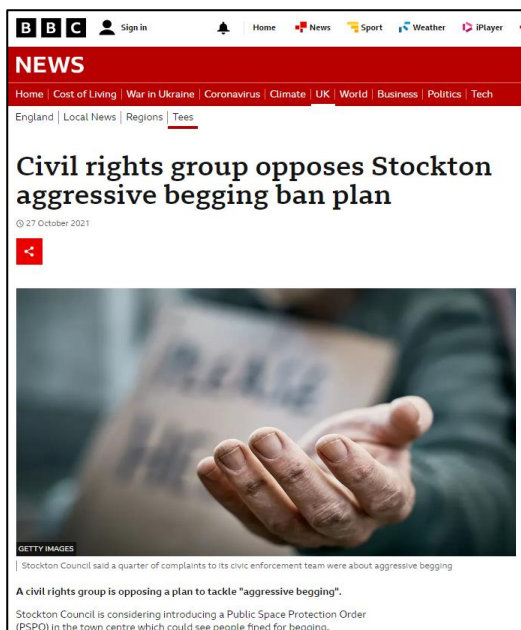 BBC Sign in Home News Sport Weather iPlayer
NEWS
Home | Cost of Living | War in Ukraine | Coronavirus | Climate | UK | World | Business | Politics | Tech
England | Local News | Regions | Tees
Civil rights group opposes Stockton
aggressive begging ban plan
27 October 2021
PLEASE
HE
GETTY IMAGES
Stockton Council said a quarter of complaints to its civic enforcement team were about aggressive begging
A civil rights group is opposing a plan to tackle "aggressive begging".
Stockton Council is considering introducing a Public Space Protection Order
(PSPO) in the town centre which could see people fined for begging.